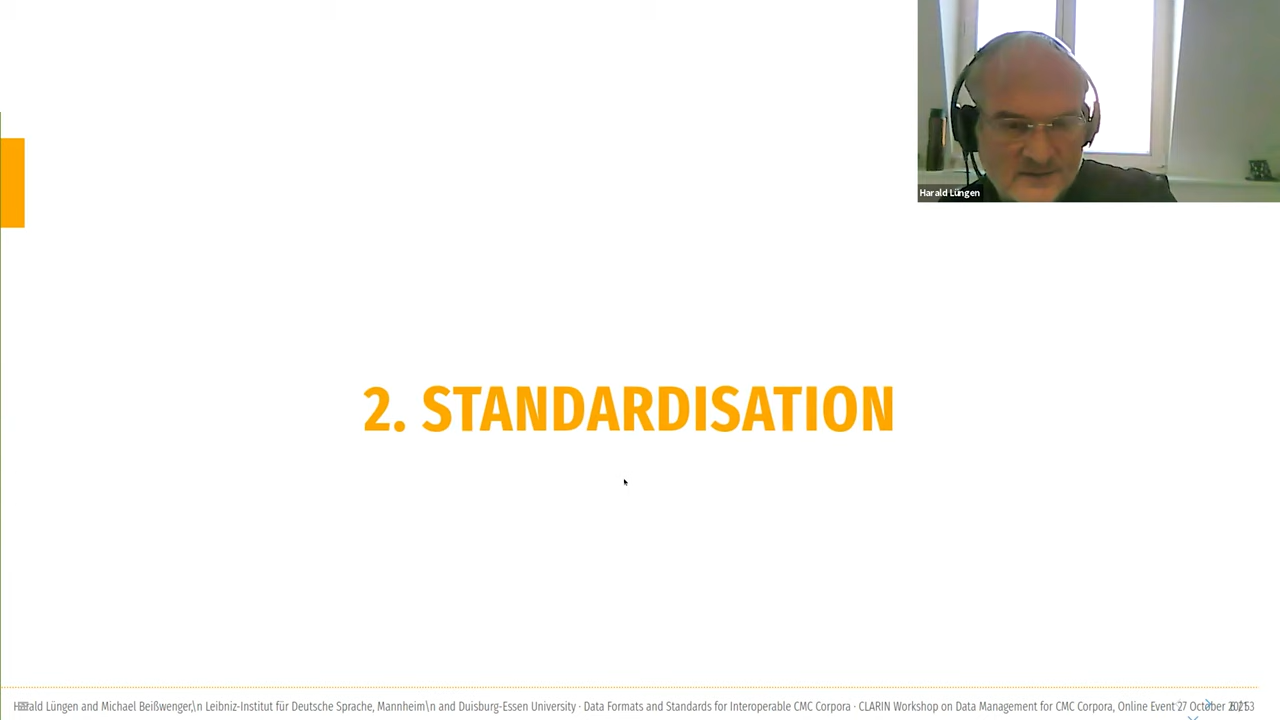 Harald Lüngen
2. STANDARDISATION
Harald Lüngen and Michael Beißwenger,\n Leibniz-Institut für Deutsche Sprache, Mannheim\n and Duisburg-Essen University · Data Formats and Standards for Interoperable CMC Corpora · CLARIN Workshop on Data Management for CMC Corpora, Online Event 27 October